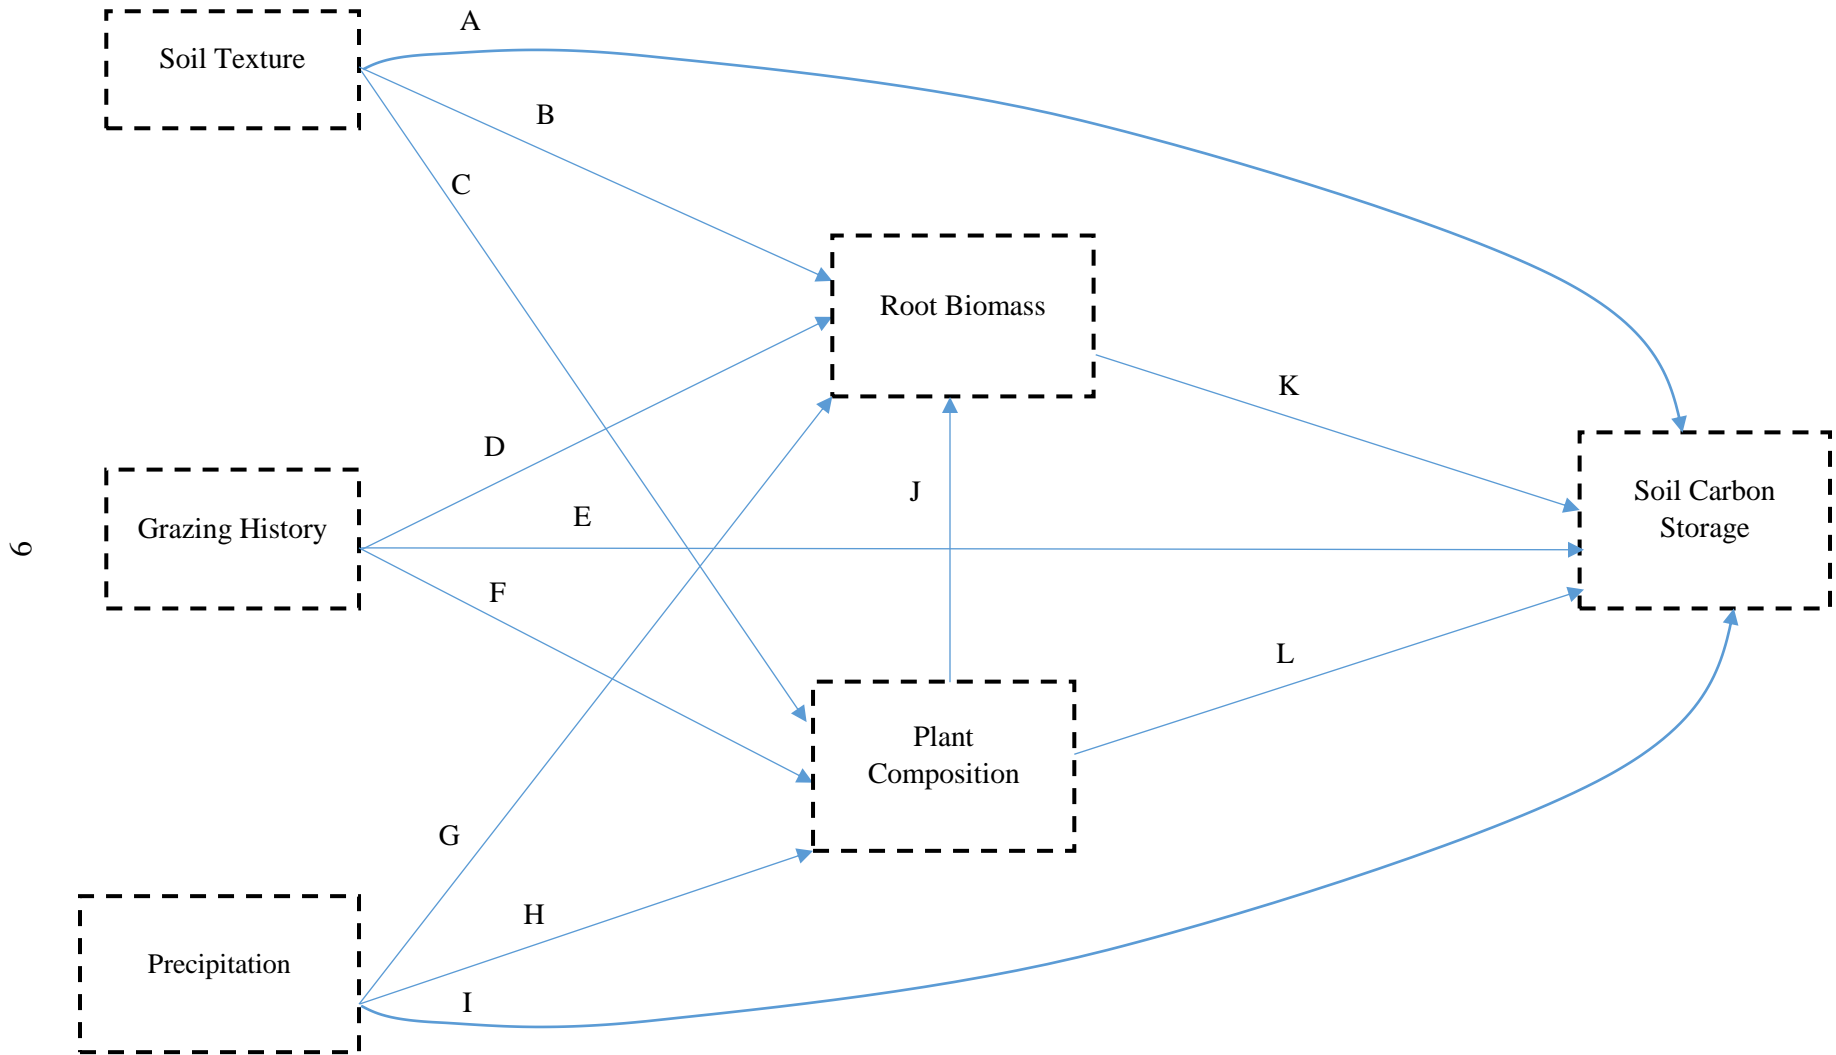 A
Soil Texture
B
C
Root Biomass
K
D
J
Soil Carbon
Storage
E
Grazing History
6
F
L
Plant
Composition
G
H
Precipitation
I